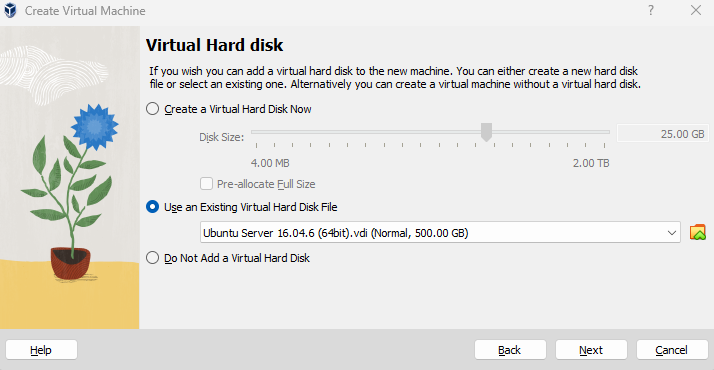 Create Virtual Machine
Virtual Hard disk
If you wish you can add a virtual hard disk to the new machine. You can either create a new hard disk
file or select an existing one. Alternatively you can create a virtual machine without a virtual hard disk.
Create a Virtual Hard Disk Now
Disk Size:
25.00 GB
4.00 MB
2.00 TB
Pre-allocate Full Size
Use an Existing Virtual Hard Disk File
Ubuntu Server 16.04.6 (64bit).vdi (Normal, 500.00 GB)
Do Not Add a Virtual Hard Disk
Help
Back
Next
Cancel